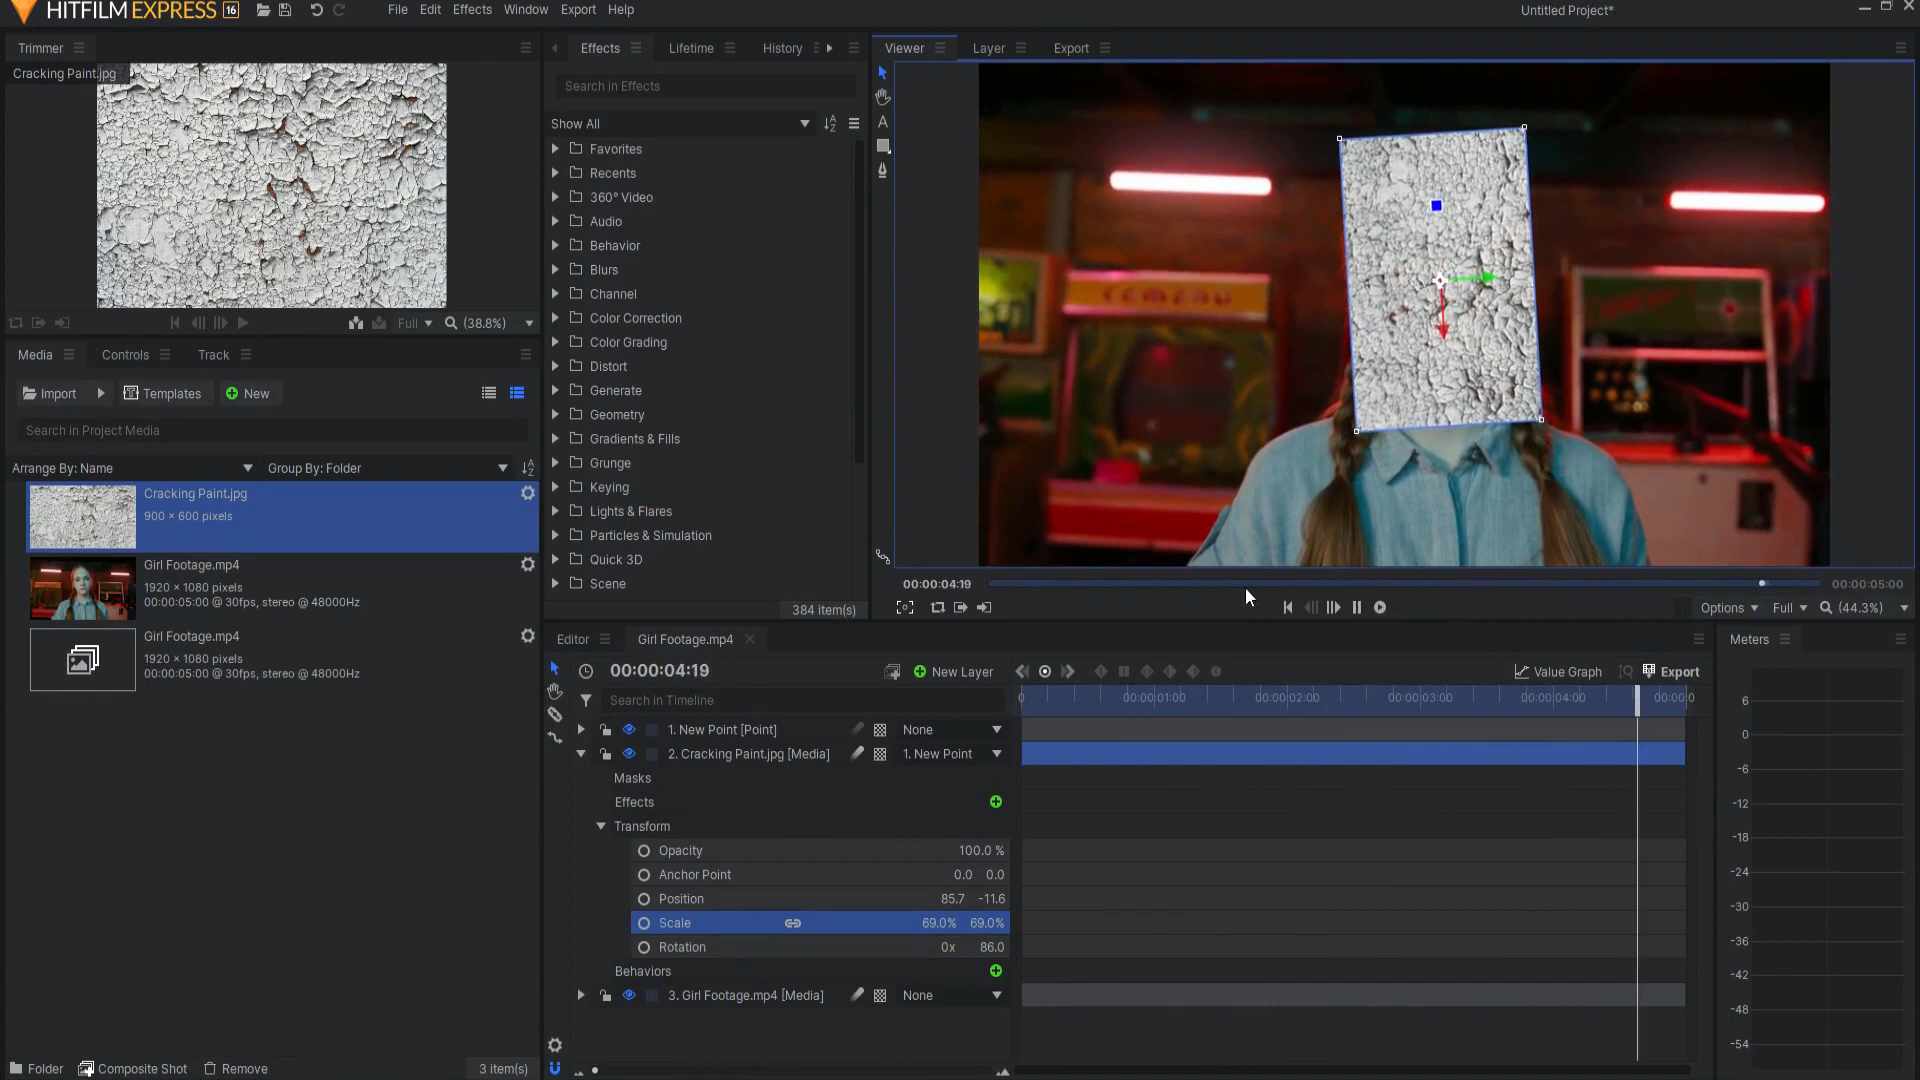 HITFILM EXPRESS 16
File Edit Effects Window Export Help
Untitled Project*
Trimmer
Cracking Paint.jpg
Full (38.8%)
Media Controls Track
Import Templates New
Search in Project Media
Arrange By: Name Group By: Folder
Cracking Paint.jpg
900 × 600 pixels
Girl Footage.mp4
1920 × 1080 pixels
00:00:05:00 @ 30fps, stereo @ 48000Hz
Girl Footage.mp4
1920 × 1080 pixels
00:00:05:00 @ 30fps, stereo @ 48000Hz
Folder Composite Shot Remove 3 item(s)
Effects Lifetime History
Search in Effects
Show All
Favorites
Recents
360° Video
Audio
Behavior
Blurs
Channel
Color Correction
Color Grading
Distort
Generate
Geometry
Gradients & Fills
Grunge
Keying
Lights & Flares
Particles & Simulation
Quick 3D
Scene
384 item(s)
Viewer Layer Export
A
00:00:04:19 00:00:05:00
Options Full (44.3%)
Editor Girl Footage.mp4
00:00:04:19 New Layer Value Graph Export
Search in Timeline
0 00:00:01:00 00:00:02:00 00:00:03:00 00:00:04:00 00:00:0
1. New Point [Point] None
2. Cracking Paint.jpg [Media] 1. New Point
Masks
Effects
Transform
Opacity 100.0 %
Anchor Point 0.0 0.0
Position 85.7 -11.6
Scale 69.0% 69.0%
Rotation 0x 86.0
Behaviors
3. Girl Footage.mp4 [Media] None
Meters
6
0
-6
-12
-18
-24
-30
-36
-42
-48
-54